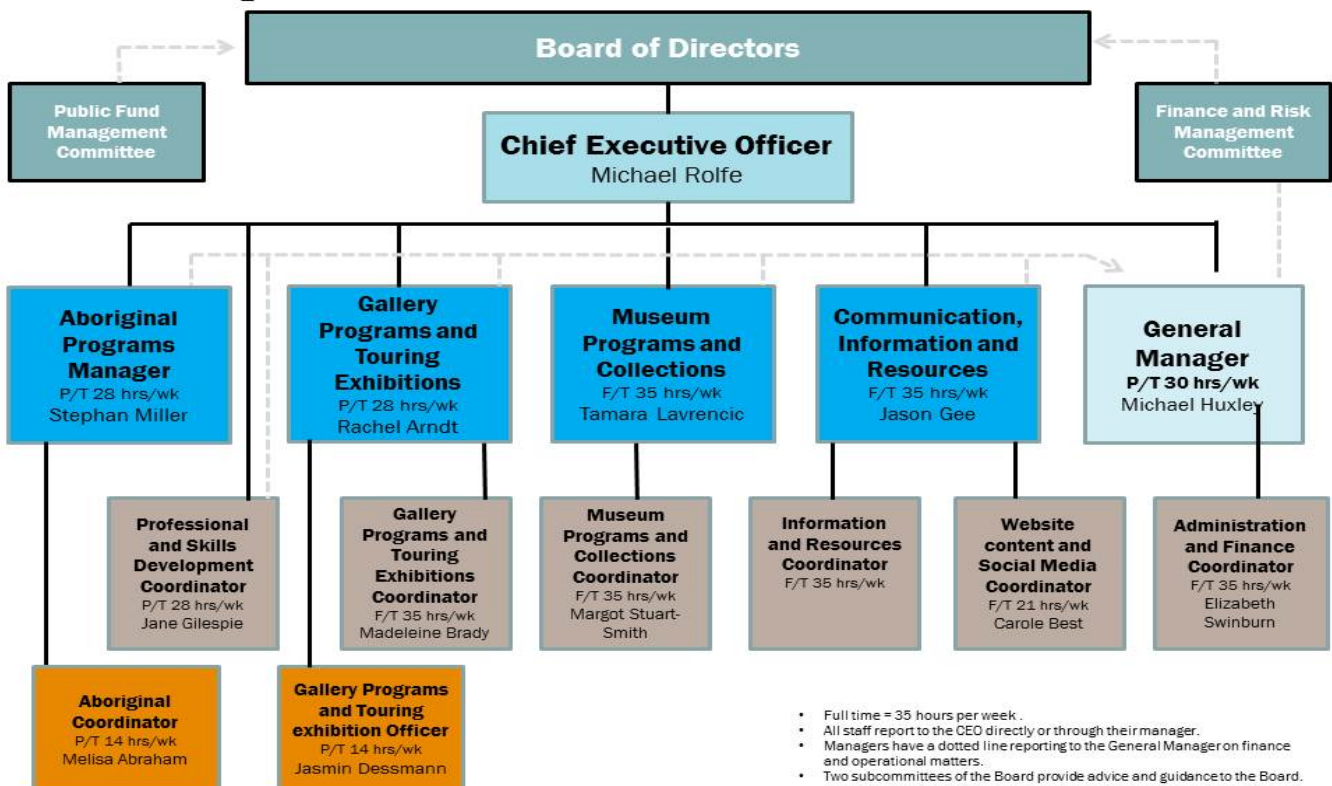 Board of Directors
Public Fund
Management
Committee
Finance and Risk
Management
Committee
Chief Executive Officer
Michael Rolfe
Aboriginal
Programs
Manager
P/T 28 hrs/wk
Stephan Miller
Gallery
Programs and
Touring
Exhibitions
P/T 28 hrs/wk
Rachel Arndt
Museum
Programs and
Collections
F/T 35 hrs/wk
Tamara Lavrencic
Communication,
Information and
Resources
F/T 35 hrs/wk
Jason Gee
General
Manager
P/T 30 hrs/wk
Michael Huxley
Professional
and Skills
Development
Coordinator
P/T 28 hrs/wk
Jane Gilespie
Gallery
Programs and
Touring
Exhibitions
Coordinator
F/T 35 hrs/wk
Madeleine Brady
Museum
Programs and
Collections
Coordinator
F/T 35 hrs/wk
Margot Stuart-
Smith
Information
and Resources
Coordinator
F/T 35 hrs/wk
Website
content and
Social Media
Coordinator
F/T 21 hrs/wk
Carole Best
Administration
and Finance
Coordinator
F/T 35 hrs/wk
Elizabeth
Swinburn
Aboriginal
Coordinator
P/T 14 hrs/wk
Melisa Abraham
Gallery Programs
and Touring
exhibition Officer
P/T 14 hrs/wk
Jasmin Dessmann
• Full time = 35 hours per week .
• All staff report to the CEO directly or through their manager.
• Managers have a dotted line reporting to the General Manager on finance
and operational matters.
• Two subcommittees of the Board provide advice and guidance to the Board.